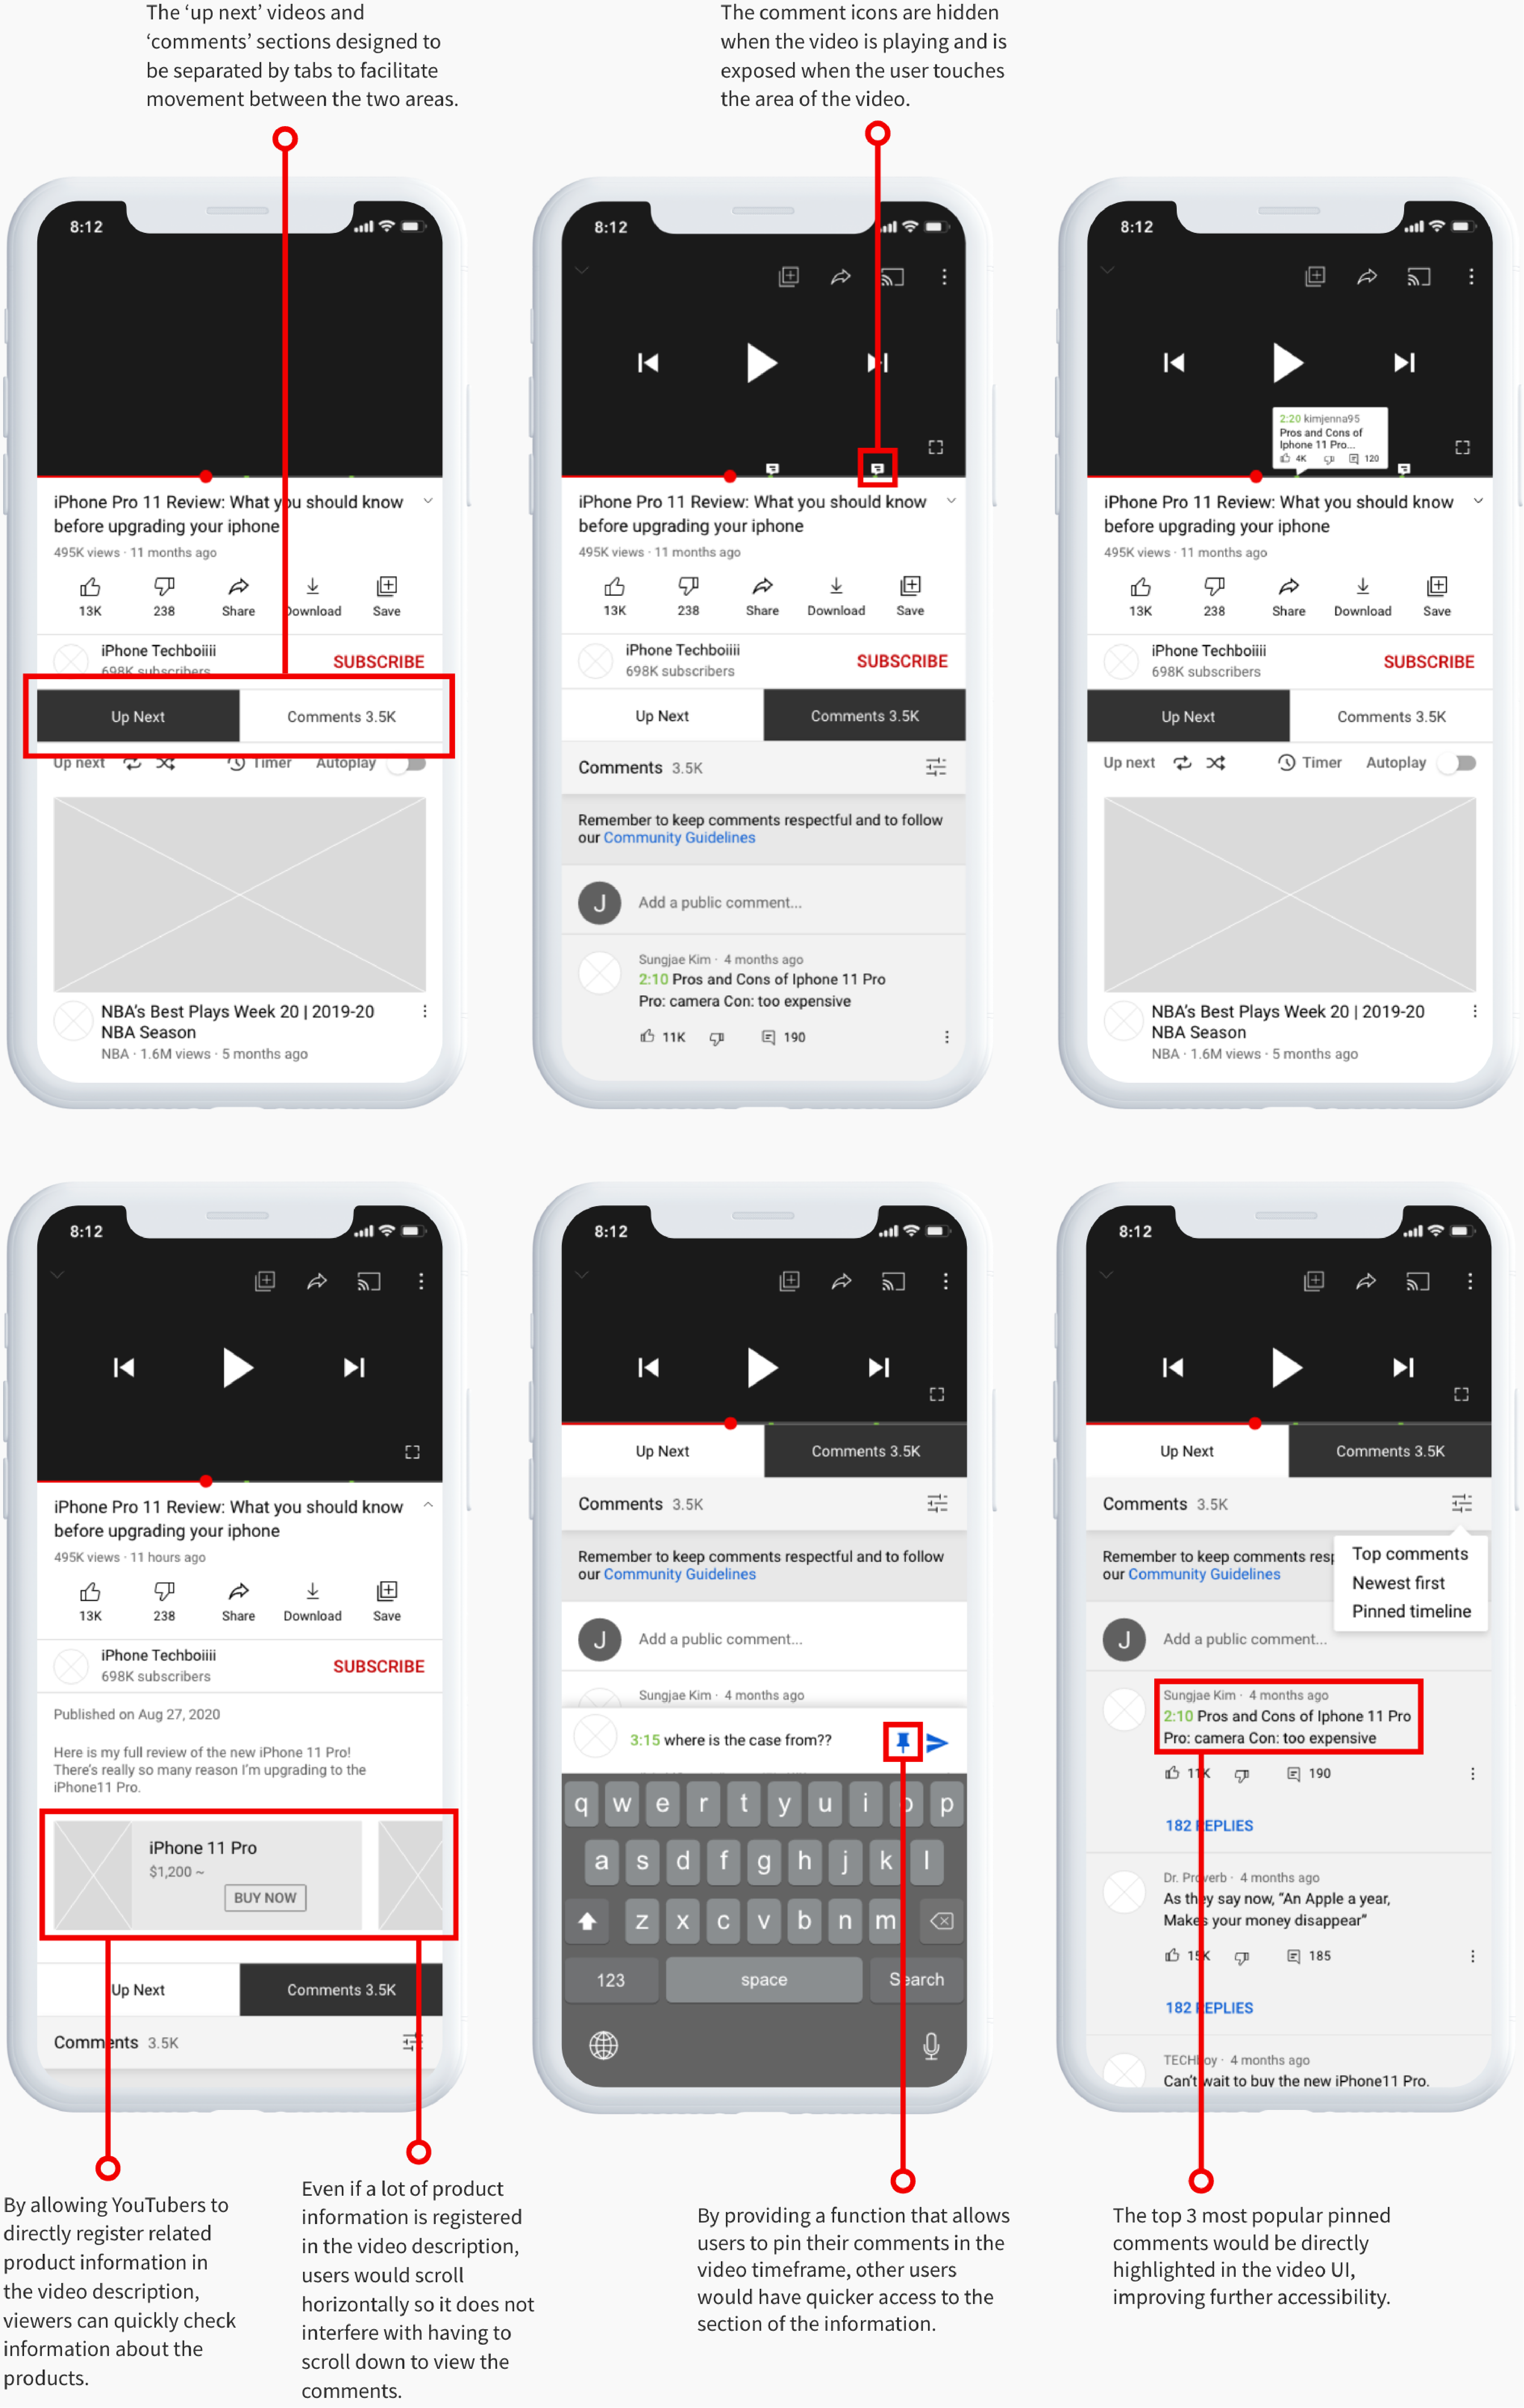 The ‘up next’ videos and
‘comments’ sections designed to
be separated by tabs to facilitate
movement between the two areas.
The comment icons are hidden
when the video is playing and is
exposed when the user touches
the area of the video.
8:12
iPhone Pro 11 Review: What you should know
before upgrading your iphone
495K views · 11 months ago
13K 238 Share Download Save
iPhone Techboiiii
698K subscribers
SUBSCRIBE
Up Next Comments 3.5K
Up next Timer Autoplay
NBA’s Best Plays Week 20 | 2019-20
NBA Season
NBA · 1.6M views · 5 months ago
8:12
iPhone Pro 11 Review: What you should know
before upgrading your iphone
495K views · 11 months ago
13K 238 Share Download Save
iPhone Techboiiii
698K subscribers
SUBSCRIBE
Up Next Comments 3.5K
Comments 3.5K
Remember to keep comments respectful and to follow
our Community Guidelines
J Add a public comment...
Sungjae Kim · 4 months ago
2:10 Pros and Cons of Iphone 11 Pro
Pro: camera Con: too expensive
11K 190
8:12
2:20 kimjenna95
Pros and Cons of
Iphone 11 Pro...
4K 120
iPhone Pro 11 Review: What you should know
before upgrading your iphone
495K views · 11 months ago
13K 238 Share Download Save
iPhone Techboiiii
698K subscribers
SUBSCRIBE
Up Next Comments 3.5K
Up next Timer Autoplay
NBA’s Best Plays Week 20 | 2019-20
NBA Season
NBA · 1.6M views · 5 months ago
8:12
iPhone Pro 11 Review: What you should know
before upgrading your iphone
495K views · 11 hours ago
13K 238 Share Download Save
iPhone Techboiiii
698K subscribers
SUBSCRIBE
Published on Aug 27, 2020
Here is my full review of the new iPhone 11 Pro!
There’s really so many reason I’m upgrading to the
iPhone11 Pro.
iPhone 11 Pro
$1,200 ~
BUY NOW
Up Next Comments 3.5K
Comments 3.5K
8:12
Up Next Comments 3.5K
Comments 3.5K
Remember to keep comments respectful and to follow
our Community Guidelines
J Add a public comment...
Sungjae Kim · 4 months ago
3:15 where is the case from??
q w e r t y u i o p
a s d f g h j k l
z x c v b n m
123 space Search
8:12
Up Next Comments 3.5K
Comments 3.5K
Top comments
Newest first
Pinned timeline
Remember to keep comments resp
our Community Guidelines
J Add a public comment...
Sungjae Kim · 4 months ago
2:10 Pros and Cons of Iphone 11 Pro
Pro: camera Con: too expensive
11K 190
182 REPLIES
Dr. Proverb · 4 months ago
As they say now, “An Apple a year,
Makes your money disappear”
15K 185
182 REPLIES
TECHboy · 4 months ago
Can’t wait to buy the new iPhone11 Pro.
By allowing YouTubers to
directly register related
product information in
the video description,
viewers can quickly check
information about the
products.
Even if a lot of product
information is registered
in the video description,
users would scroll
horizontally so it does not
interfere with having to
scroll down to view the
comments.
By providing a function that allows
users to pin their comments in the
video timeframe, other users
would have quicker access to the
section of the information.
The top 3 most popular pinned
comments would be directly
highlighted in the video UI,
improving further accessibility.